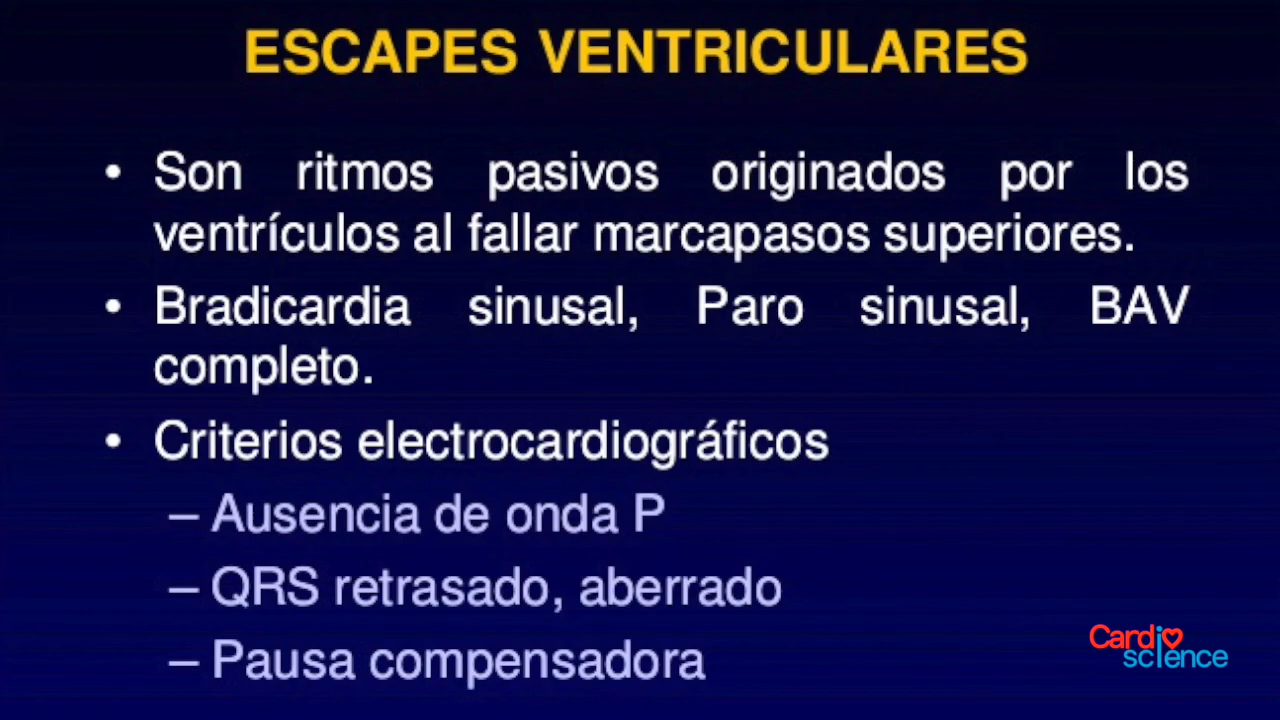 ESCAPES VENTRICULARES
• Son ritmos pasivos originados por los
ventrículos al fallar marcapasos superiores.
• Bradicardia sinusal, Paro sinusal, BAV
completo.
• Criterios electrocardiográficos
– Ausencia de onda P
– QRS retrasado, aberrado
– Pausa compensadora
Cardio
science